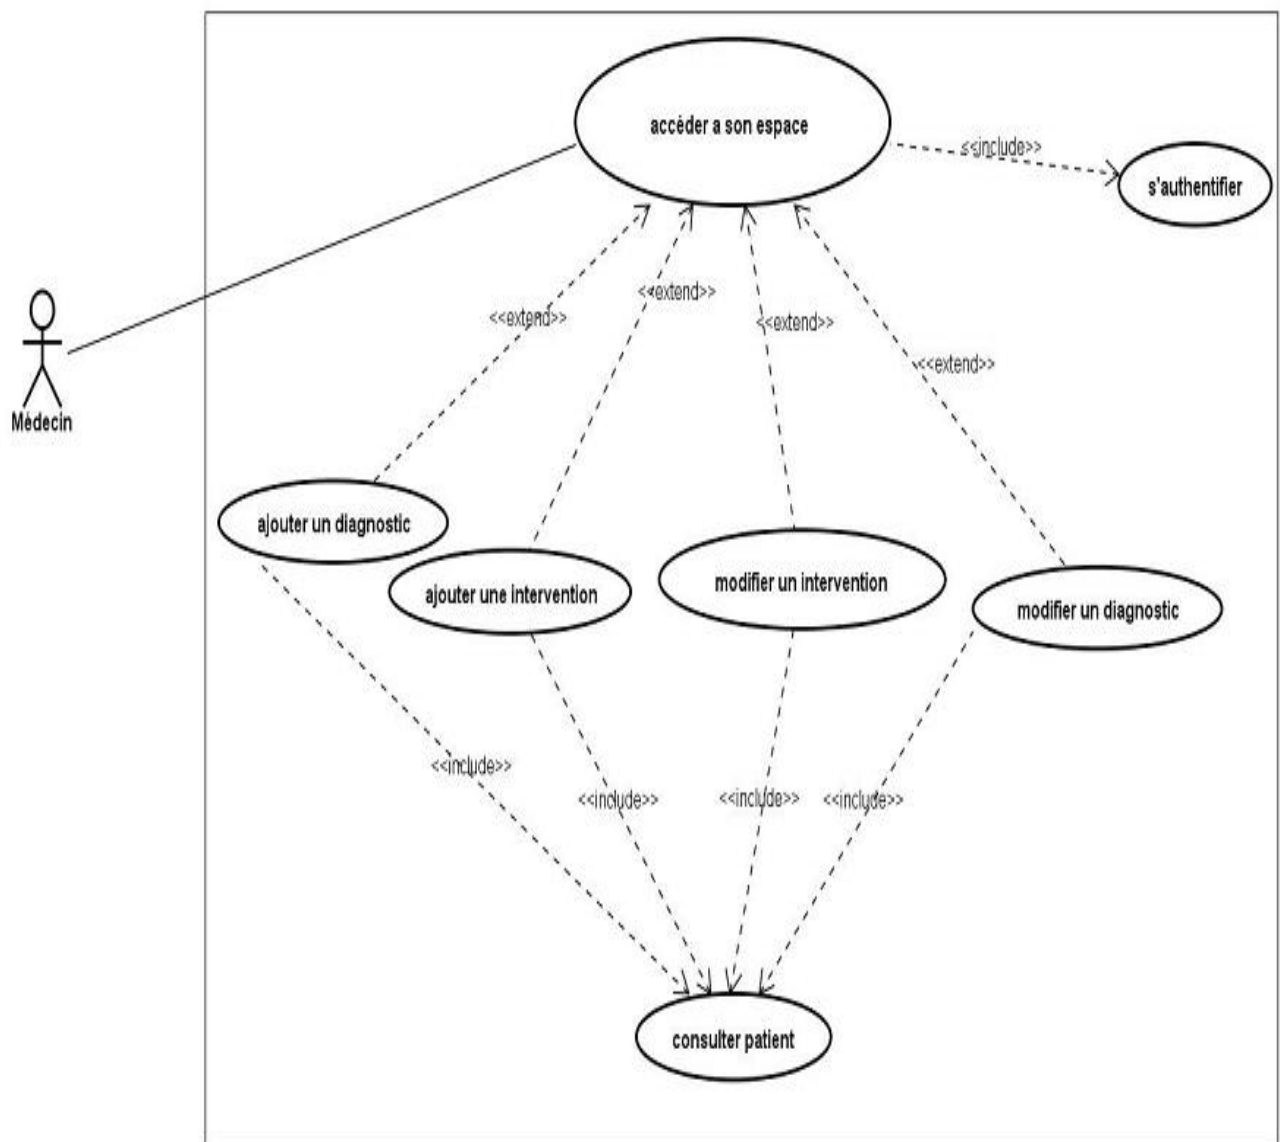 accéder a son espace
<<include>>
s'authentifier
<<extend>>
<<extend>>
<<extend>>
<<extend>>
Médecin
ajouter un diagnostic
ajouter une intervention
modifier un intervention
modifier un diagnostic
<<include>>
<<include>>
<<include>>
<<include>>
consulter patient